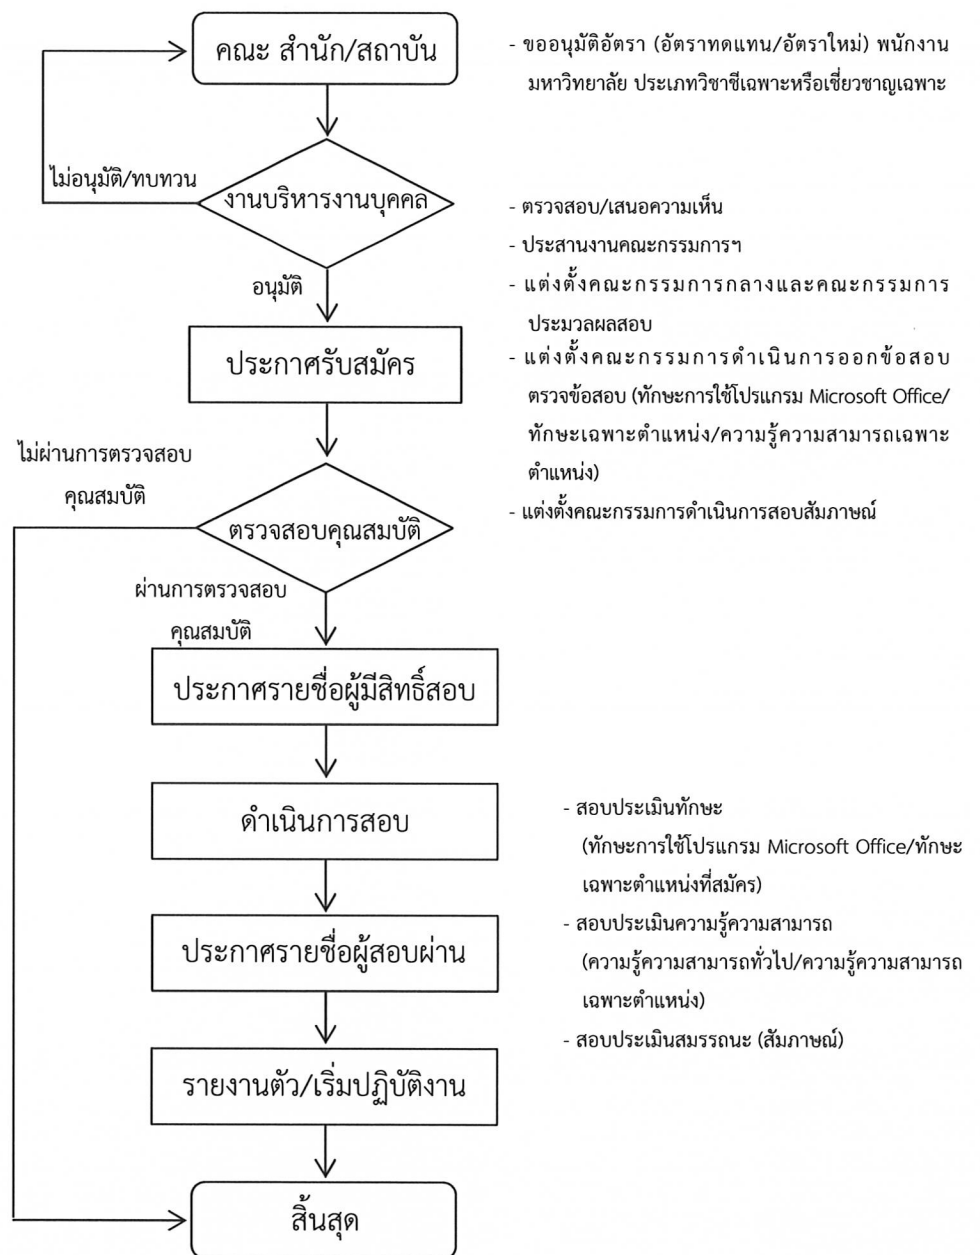 คณะ สำนัก/สถาบัน
- ขออนุมัติอัตรา (อัตราทดแทน/อัตราใหม่) พนักงาน
มหาวิทยาลัย ประเภทวิชาชีพเฉพาะหรือเชี่ยวชาญเฉพาะ
ไม่อนุมัติ/ทบทวน
งานบริหารงานบุคคล
- ตรวจสอบ/เสนอความเห็น
- ประสานงานคณะกรรมการฯ
- แต่งตั้งคณะกรรมการกลางและคณะกรรมการ
ประมวลผลสอบ
- แต่งตั้งคณะกรรมการดำเนินการออกข้อสอบ
ตรวจข้อสอบ (ทักษะการใช้โปรแกรม Microsoft Office/
ทักษะเฉพาะตำแหน่ง/ความรู้ความสามารถเฉพาะ
ตำแหน่ง)
- แต่งตั้งคณะกรรมการดำเนินการสอบสัมภาษณ์
อนุมัติ
ประกาศรับสมัคร
ไม่ผ่านการตรวจสอบ
คุณสมบัติ
ตรวจสอบคุณสมบัติ
ผ่านการตรวจสอบ
คุณสมบัติ
ประกาศรายชื่อผู้มีสิทธิ์สอบ
ดำเนินการสอบ
- สอบประเมินทักษะ
(ทักษะการใช้โปรแกรม Microsoft Office/ทักษะ
เฉพาะตำแหน่งที่สมัคร)
- สอบประเมินความรู้ความสามารถ
(ความรู้ความสามารถทั่วไป/ความรู้ความสามารถ
เฉพาะตำแหน่ง)
- สอบประเมินสมรรถนะ (สัมภาษณ์)
ประกาศรายชื่อผู้สอบผ่าน
รายงานตัว/เริ่มปฏิบัติงาน
สิ้นสุด